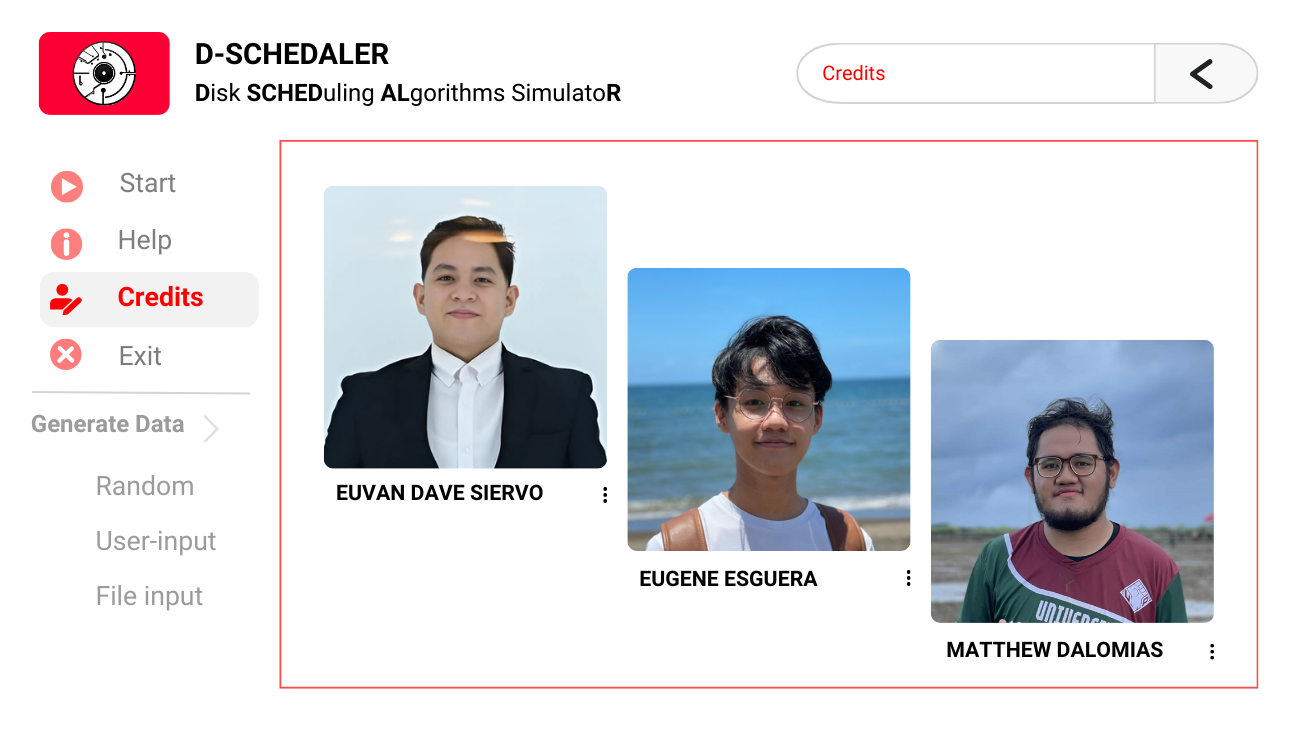 D-SCHEDALER
Disk SCHEDuling ALgorithms SimulatoR
Credits
Start
Help
Credits
Exit
Generate Data
Random
User-input
File input
EUVAN DAVE SIERVO
EUGENE ESGUERA
MATTHEW DALOMIAS